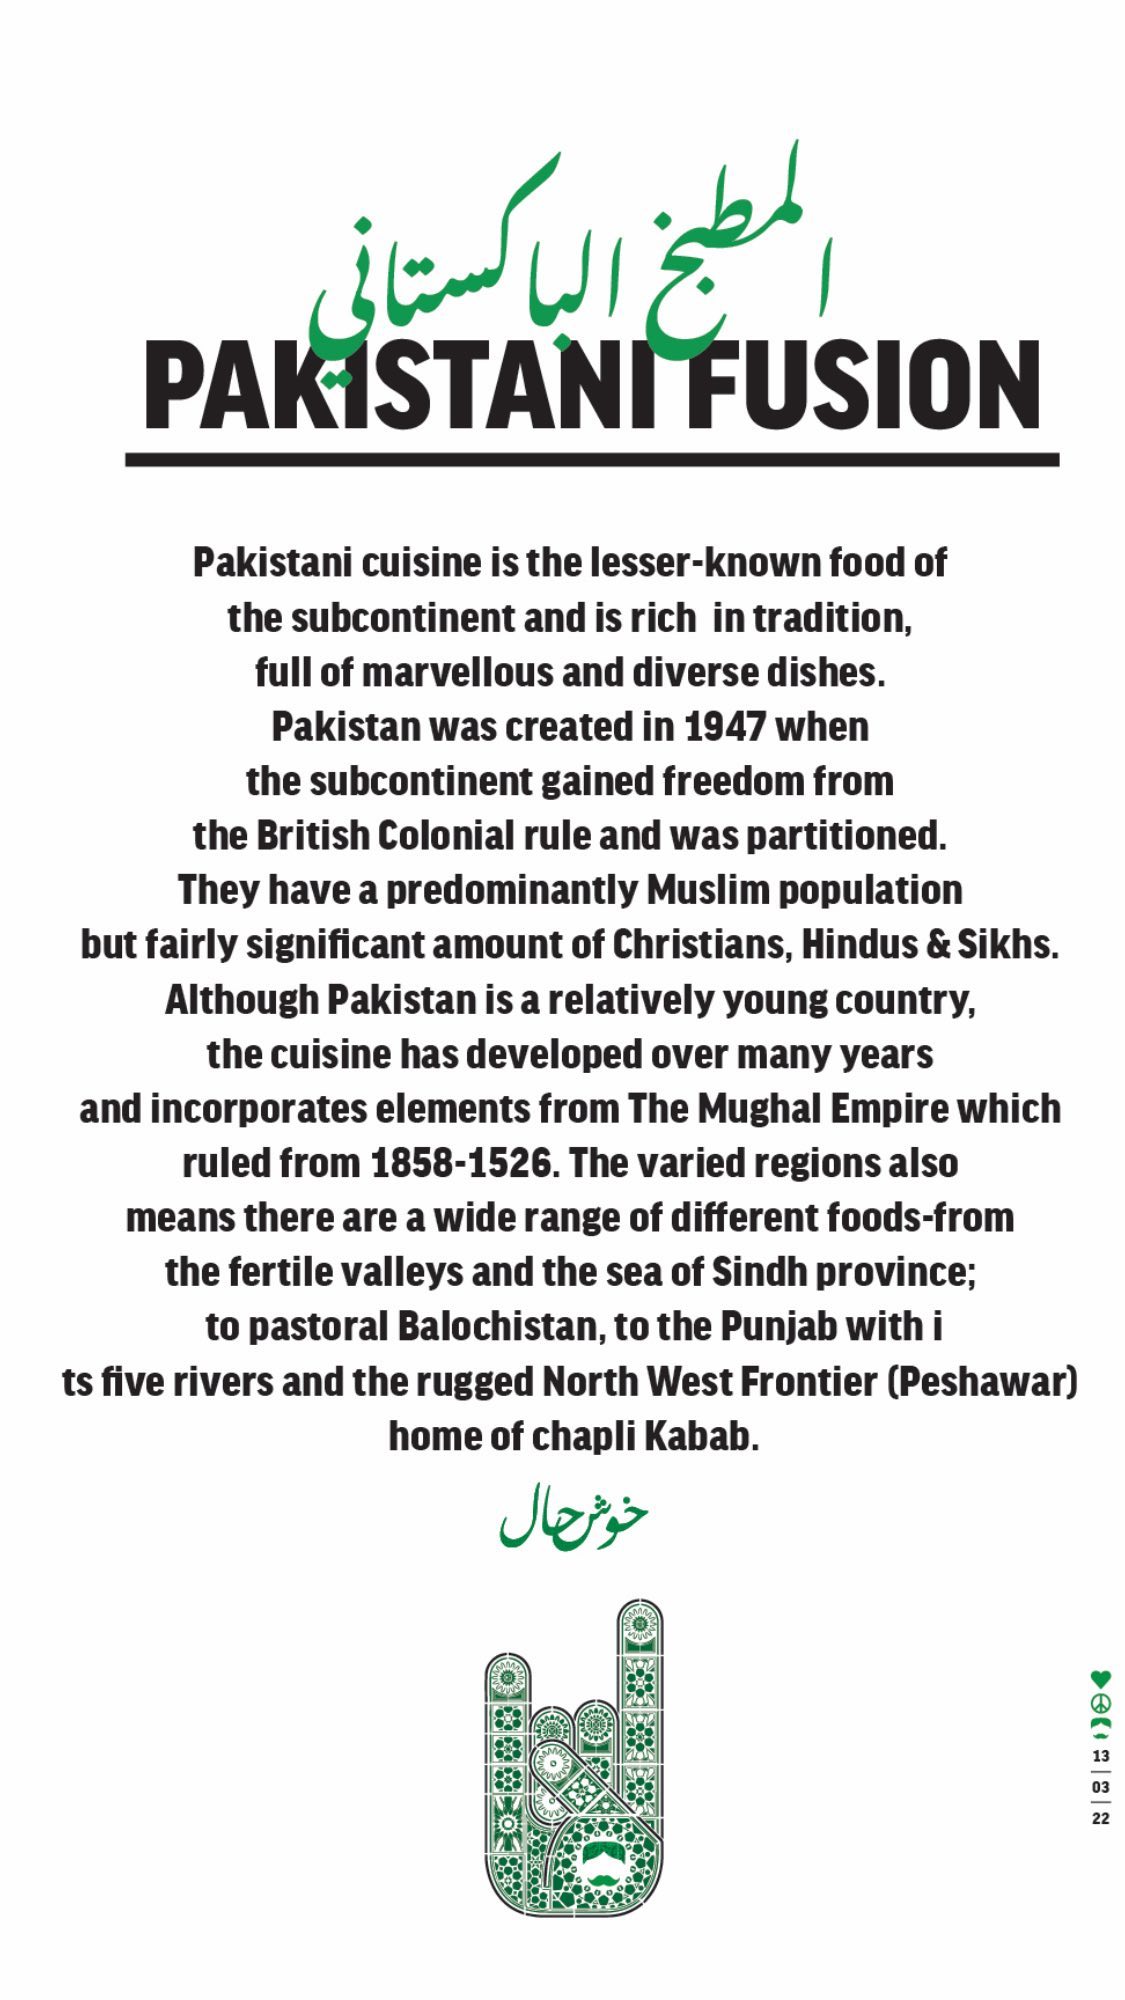 المطبخ الباكستاني
PAKISTANI FUSION
Pakistani cuisine is the lesser-known food of
the subcontinent and is rich  in tradition,
full of marvellous and diverse dishes.
Pakistan was created in 1947 when
the subcontinent gained freedom from
the British Colonial rule and was partitioned.
They have a predominantly Muslim population
but fairly significant amount of Christians, Hindus & Sikhs.
Although Pakistan is a relatively young country,
the cuisine has developed over many years
and incorporates elements from The Mughal Empire which
ruled from 1858-1526. The varied regions also
means there are a wide range of different foods-from
the fertile valleys and the sea of Sindh province;
to pastoral Balochistan, to the Punjab with i
ts five rivers and the rugged North West Frontier (Peshawar)
home of chapli Kabab.
خوش حال
13
03
22